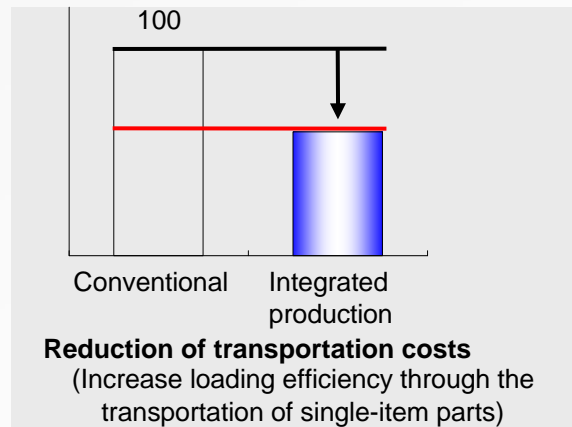 100
Conventional
Integrated
production
Reduction of transportation costs
(Increase loading efficiency through the
transportation of single-item parts)